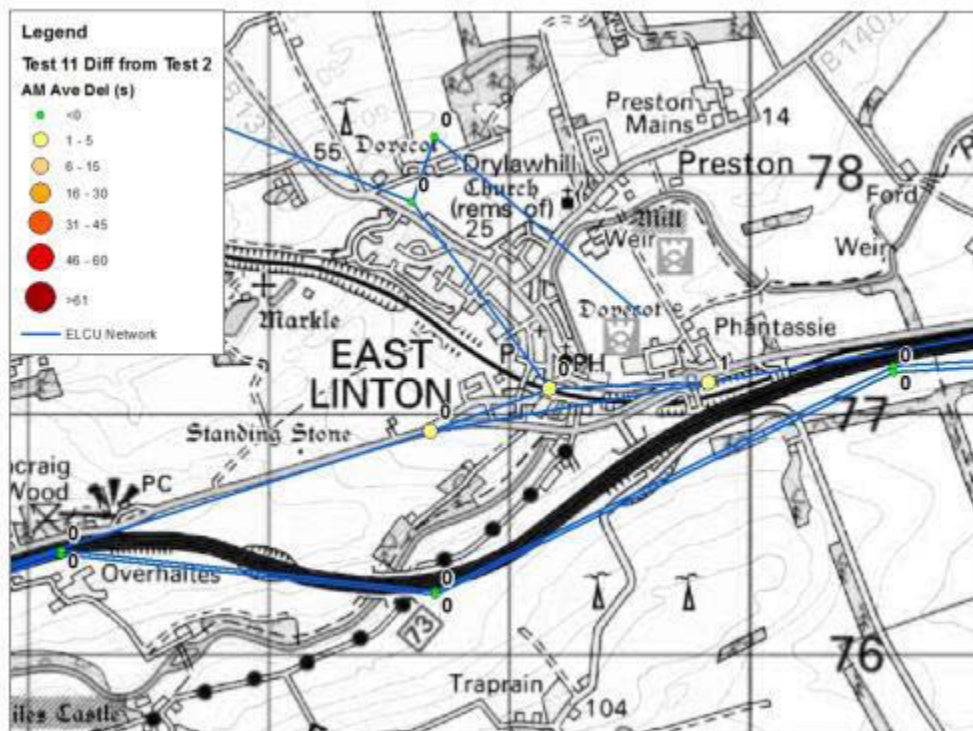 Legend
Test 11 Diff from Test 2
AM Ave Del (s)
<0
1 - 5
6 - 15
16 - 30
31 - 45
46 - 60
>61
ELCU Network
B 1407
Preston
Mains
14
0
55
Dovecot
Drylawhill
Preston
78
0
Church
(rems of)
25
Mill
Ford
Weir
Weir
Markle
Dovecot
Phantassie
EAST
LINTON
P
PH
0
1
0
0
77
0
Standing Stone
craig
Wood
PC
0
0
Overhailes
0
0
73
76
Traprain
104
iles Castle